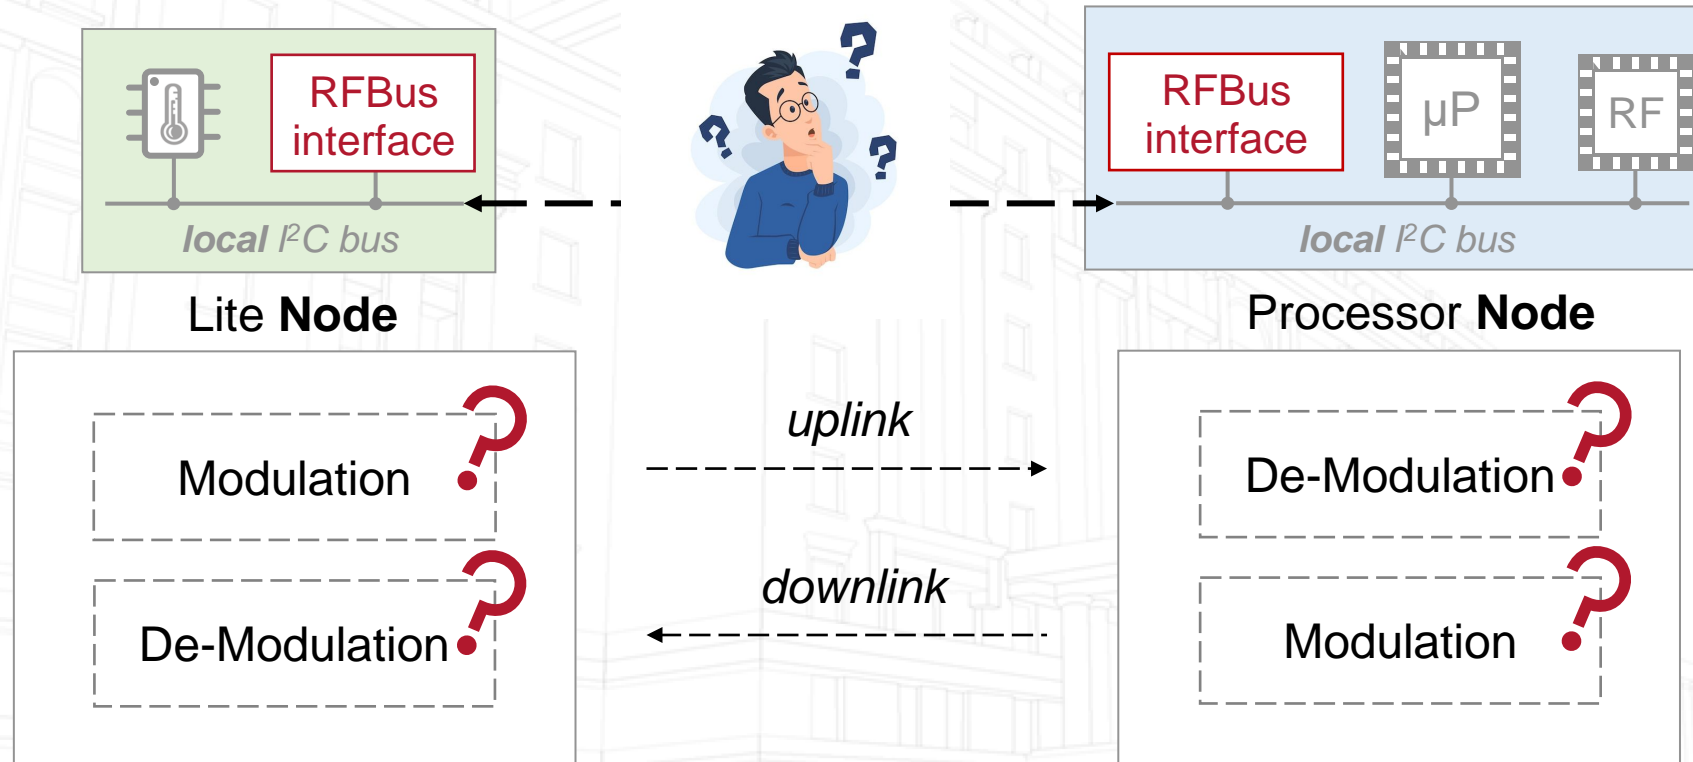 RFBus
interface
local I²C bus
Lite Node
RFBus
interface
µP
RF
local I²C bus
Processor Node
Modulation
De-Modulation
uplink
downlink
De-Modulation
Modulation